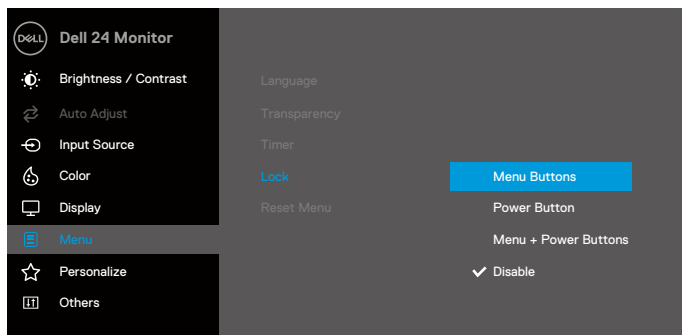 DELL Dell 24 Monitor
Brightness / Contrast
Language
Auto Adjust
Transparency
Input Source
Timer
Color
Lock
Menu Buttons
Display
Reset Menu
Power Button
Menu
Menu + Power Buttons
Personalize
Disable
Others